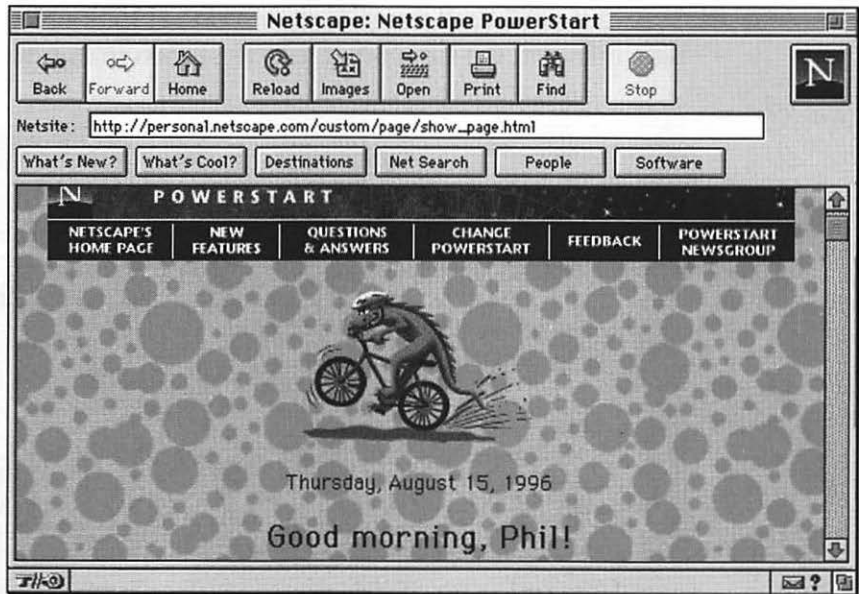 Netscape: Netscape PowerStart
Back Forward Home Reload Images Open Print Find Stop
N
Netsite: http://personal.netscape.com/custom/page/show_page.html
What's New? What's Cool? Destinations Net Search People Software
N POWERSTART
NETSCAPE'S HOME PAGE
NEW FEATURES
QUESTIONS & ANSWERS
CHANGE POWERSTART
FEEDBACK
POWERSTART NEWSGROUP
Thursday, August 15, 1996
Good morning, Phil!
?